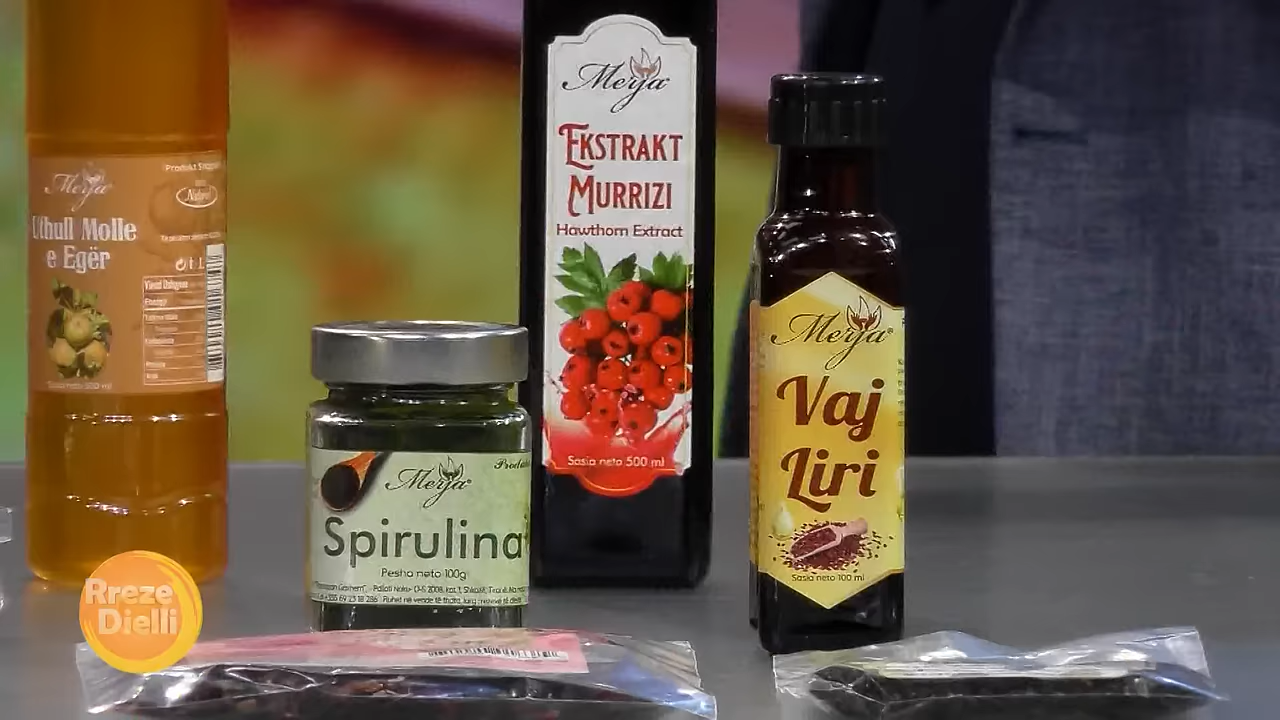 Merja
Uthull Molle
e Egër
Natyral
Merja
Spirulina
Pesha neto 100g
Merja
EKSTRAKT
MURRIZI
Hawthorn Extract
Sasia neto 500 ml
Merja®
Vaj
Liri
Sasia neto 100 ml
Rreze
Dielli